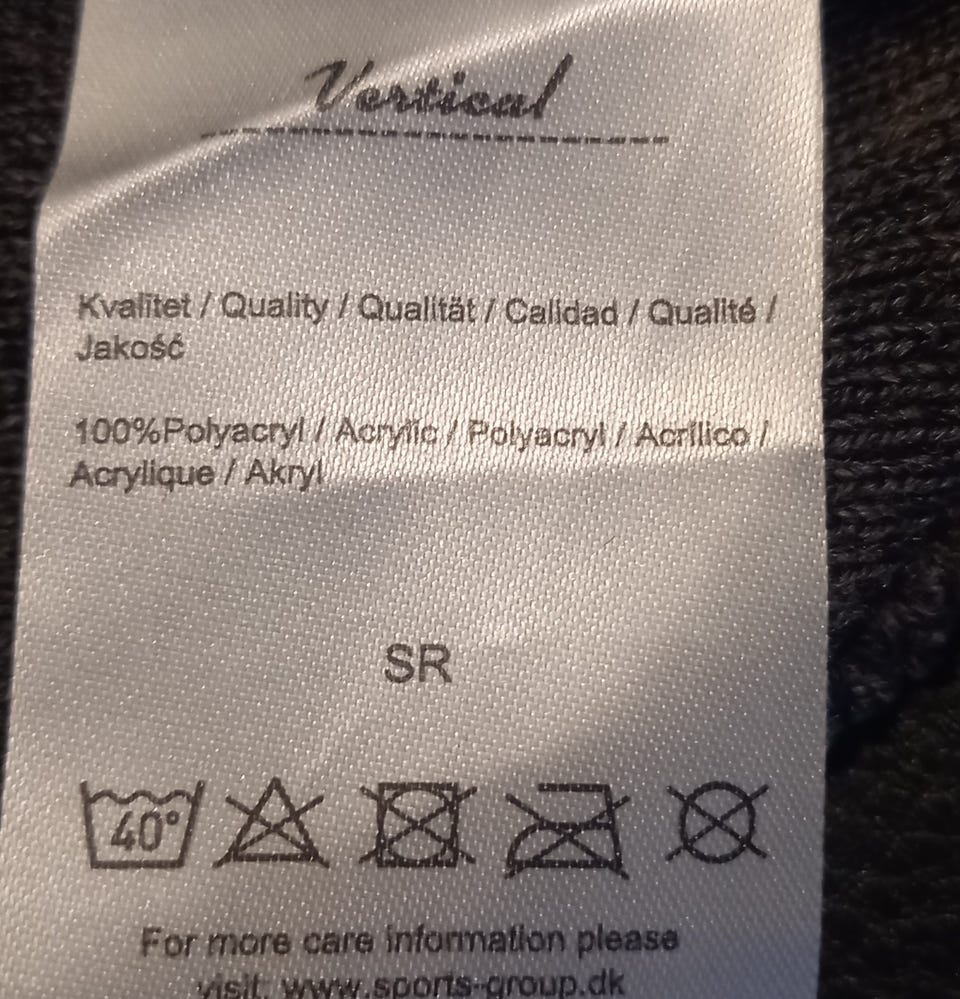 Vertical
Kvalitet / Quality / Qualität / Calidad / Qualité /
Jakość
100%Polyacryl / Acrylic / Polyacryl / Acrílico /
Acrylique / Akryl
SR
40°
For more care information please
visit: www.sports-group.dk